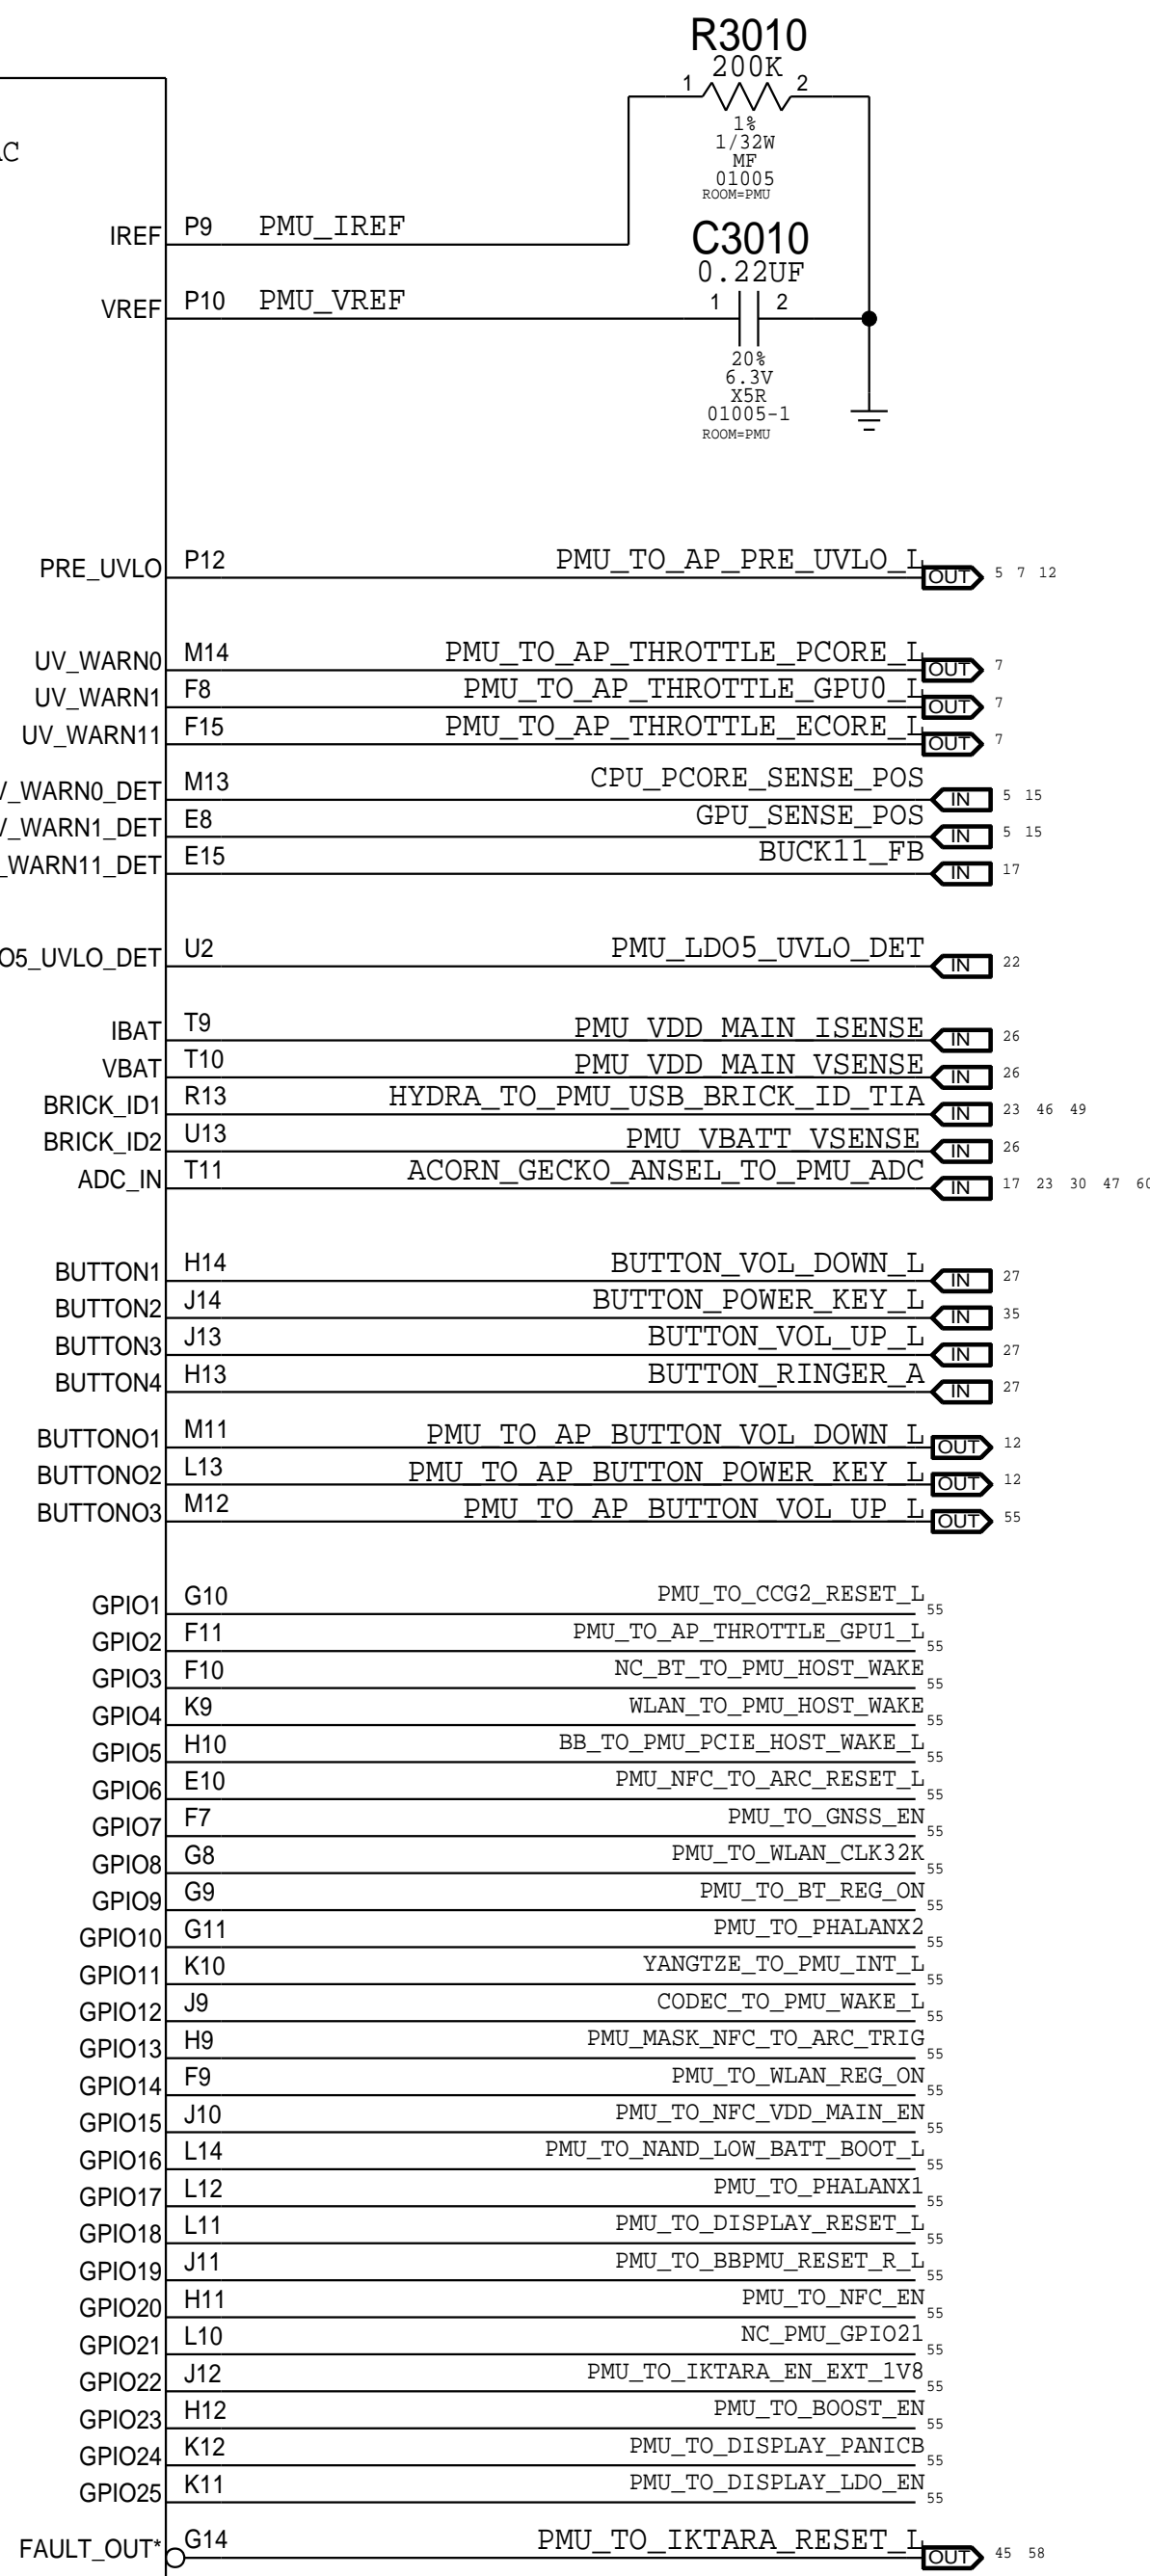 R3010
200K
1 2
1%
1/32W
MF
01005
ROOM=PMU
IREF P9 PMU_IREF
C3010
0.22UF
VREF P10 PMU_VREF 1 2
20%
6.3V
X5R
01005-1
ROOM=PMU
PRE_UVLO P12 PMU_TO_AP_PRE_UVLO_L OUT 5 7 12
UV_WARN0 M14 PMU_TO_AP_THROTTLE_PCORE_L OUT 7
UV_WARN1 F8 PMU_TO_AP_THROTTLE_GPU0_L OUT 7
UV_WARN11 F15 PMU_TO_AP_THROTTLE_ECORE_L OUT 7
V_WARN0_DET M13 CPU_PCORE_SENSE_POS IN 5 15
V_WARN1_DET E8 GPU_SENSE_POS IN 5 15
_WARN11_DET E15 BUCK11_FB IN 17
O5_UVLO_DET U2 PMU_LDO5_UVLO_DET IN 22
IBAT T9 PMU_VDD_MAIN_ISENSE IN 26
VBAT T10 PMU_VDD_MAIN_VSENSE IN 26
BRICK_ID1 R13 HYDRA_TO_PMU_USB_BRICK_ID_TIA IN 23 46 49
BRICK_ID2 U13 PMU_VBATT_VSENSE IN 26
ADC_IN T11 ACORN_GECKO_ANSEL_TO_PMU_ADC IN 17 23 30 47 60
BUTTON1 H14 BUTTON_VOL_DOWN_L IN 27
BUTTON2 J14 BUTTON_POWER_KEY_L IN 35
BUTTON3 J13 BUTTON_VOL_UP_L IN 27
BUTTON4 H13 BUTTON_RINGER_A IN 27
BUTTONO1 M11 PMU_TO_AP_BUTTON_VOL_DOWN_L OUT 12
BUTTONO2 L13 PMU_TO_AP_BUTTON_POWER_KEY_L OUT 12
BUTTONO3 M12 PMU_TO_AP_BUTTON_VOL_UP_L OUT 55
GPIO1 G10 PMU_TO_CCG2_RESET_L 55
GPIO2 F11 PMU_TO_AP_THROTTLE_GPU1_L 55
GPIO3 F10 NC_BT_TO_PMU_HOST_WAKE 55
GPIO4 K9 WLAN_TO_PMU_HOST_WAKE 55
GPIO5 H10 BB_TO_PMU_PCIE_HOST_WAKE_L 55
GPIO6 E10 PMU_NFC_TO_ARC_RESET_L 55
GPIO7 F7 PMU_TO_GNSS_EN 55
GPIO8 G8 PMU_TO_WLAN_CLK32K 55
GPIO9 G9 PMU_TO_BT_REG_ON 55
GPIO10 G11 PMU_TO_PHALANX2 55
GPIO11 K10 YANGTZE_TO_PMU_INT_L 55
GPIO12 J9 CODEC_TO_PMU_WAKE_L 55
GPIO13 H9 PMU_MASK_NFC_TO_ARC_TRIG 55
GPIO14 F9 PMU_TO_WLAN_REG_ON 55
GPIO15 J10 PMU_TO_NFC_VDD_MAIN_EN 55
GPIO16 L14 PMU_TO_NAND_LOW_BATT_BOOT_L 55
GPIO17 L12 PMU_TO_PHALANX1 55
GPIO18 L11 PMU_TO_DISPLAY_RESET_L 55
GPIO19 J11 PMU_TO_BBPMU_RESET_R_L 55
GPIO20 H11 PMU_TO_NFC_EN 55
GPIO21 L10 NC_PMU_GPIO21 55
GPIO22 J12 PMU_TO_IKTARA_EN_EXT_1V8 55
GPIO23 H12 PMU_TO_BOOST_EN 55
GPIO24 K12 PMU_TO_DISPLAY_PANICB 55
GPIO25 K11 PMU_TO_DISPLAY_LDO_EN 55
FAULT_OUT* G14 PMU_TO_IKTARA_RESET_L OUT 45 58